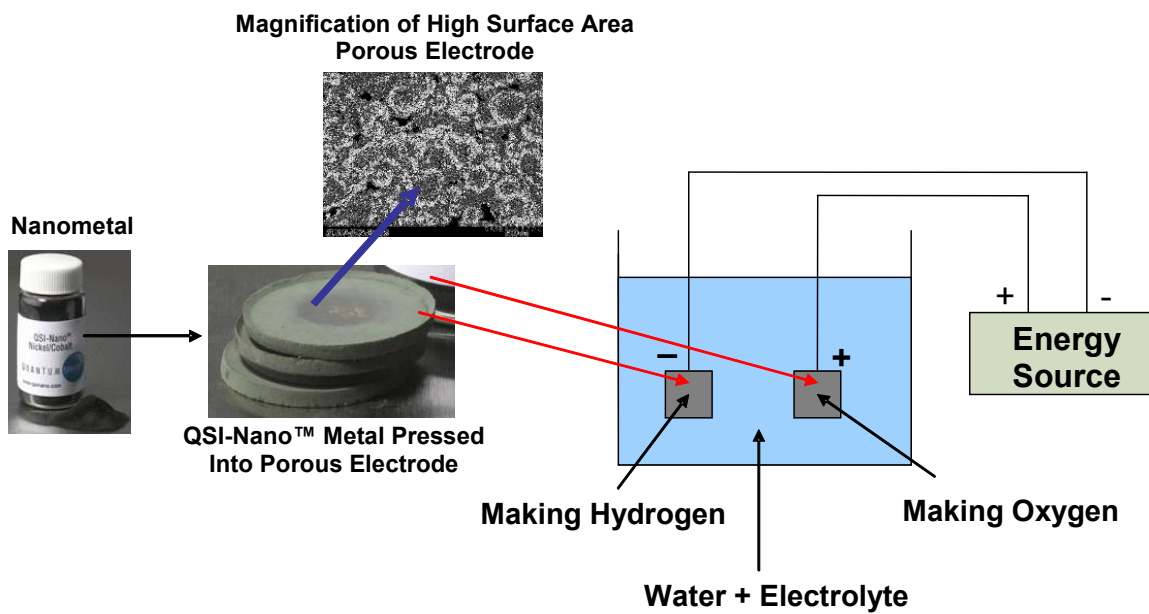 Magnification of High Surface Area
Porous Electrode
Nanometal
QSI-Nano™
Nickel/Cobalt
QUANTUM
QSI-Nano™ Metal Pressed
Into Porous Electrode
+
-
Energy
Source
–
+
Making Hydrogen
Making Oxygen
Water + Electrolyte